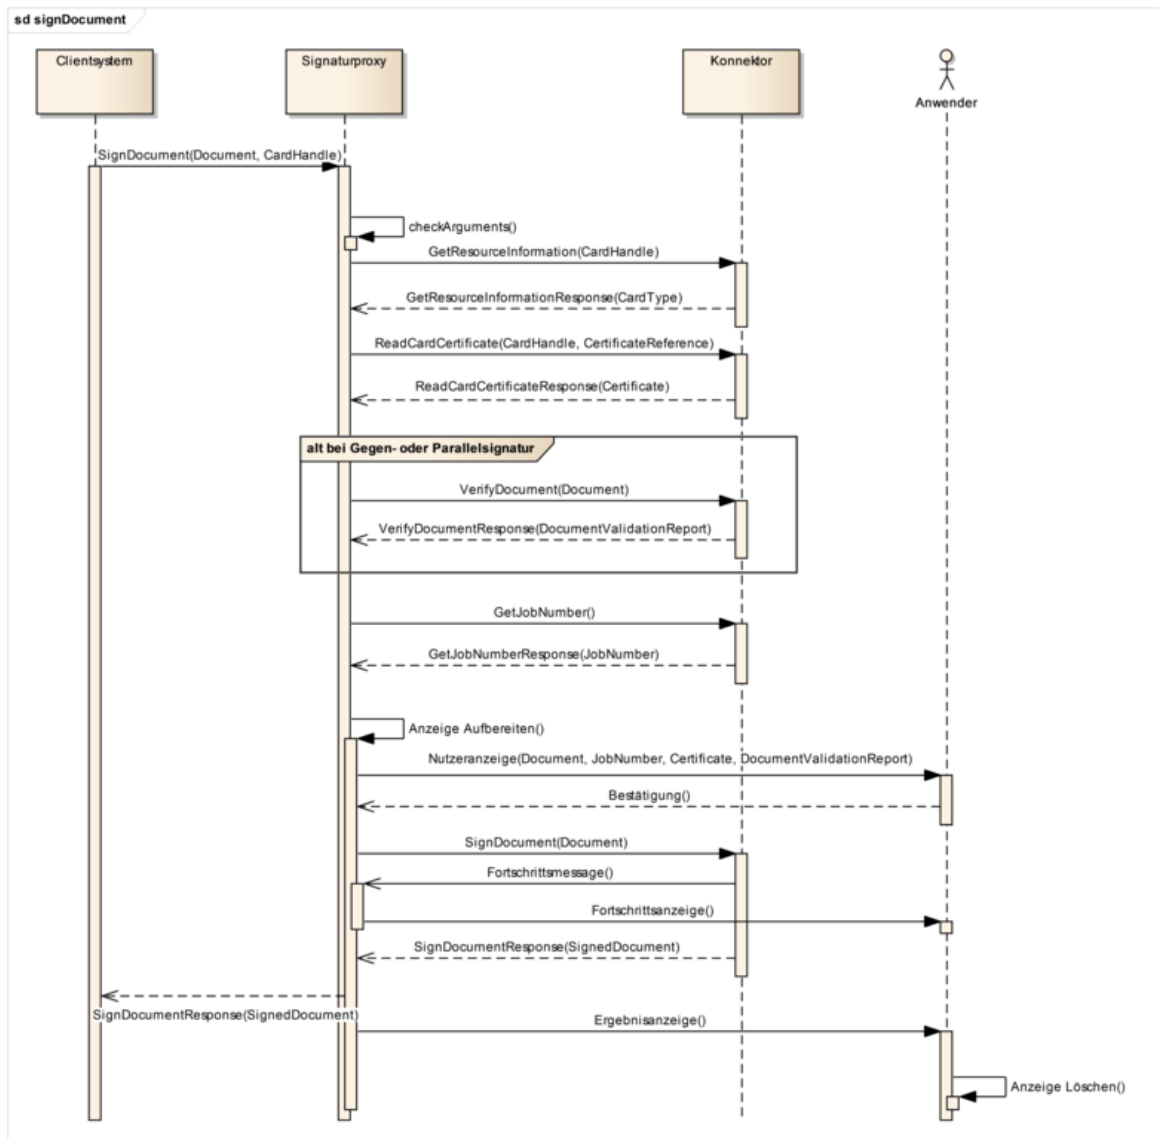 sd signDocument
Clientsystem
Signaturproxy
Konnektor
Anwender
SignDocument(Document, CardHandle)
checkArguments()
GetResourceInformation(CardHandle)
GetResourceInformationResponse(CardType)
ReadCardCertificate(CardHandle, CertificateReference)
ReadCardCertificateResponse(Certificate)
alt bei Gegen- oder Parallelsignatur
VerifyDocument(Document)
VerifyDocumentResponse(DocumentValidationReport)
GetJobNumber()
GetJobNumberResponse(JobNumber)
Anzeige Aufbereiten()
Nutzeranzeige(Document, JobNumber, Certificate, DocumentValidationReport)
Bestätigung()
SignDocument(Document)
Fortschrittsmessage()
Fortschrittsanzeige()
SignDocumentResponse(SignedDocument)
SignDocumentResponse(SignedDocument)
Ergebnisanzeige()
Anzeige Löschen()